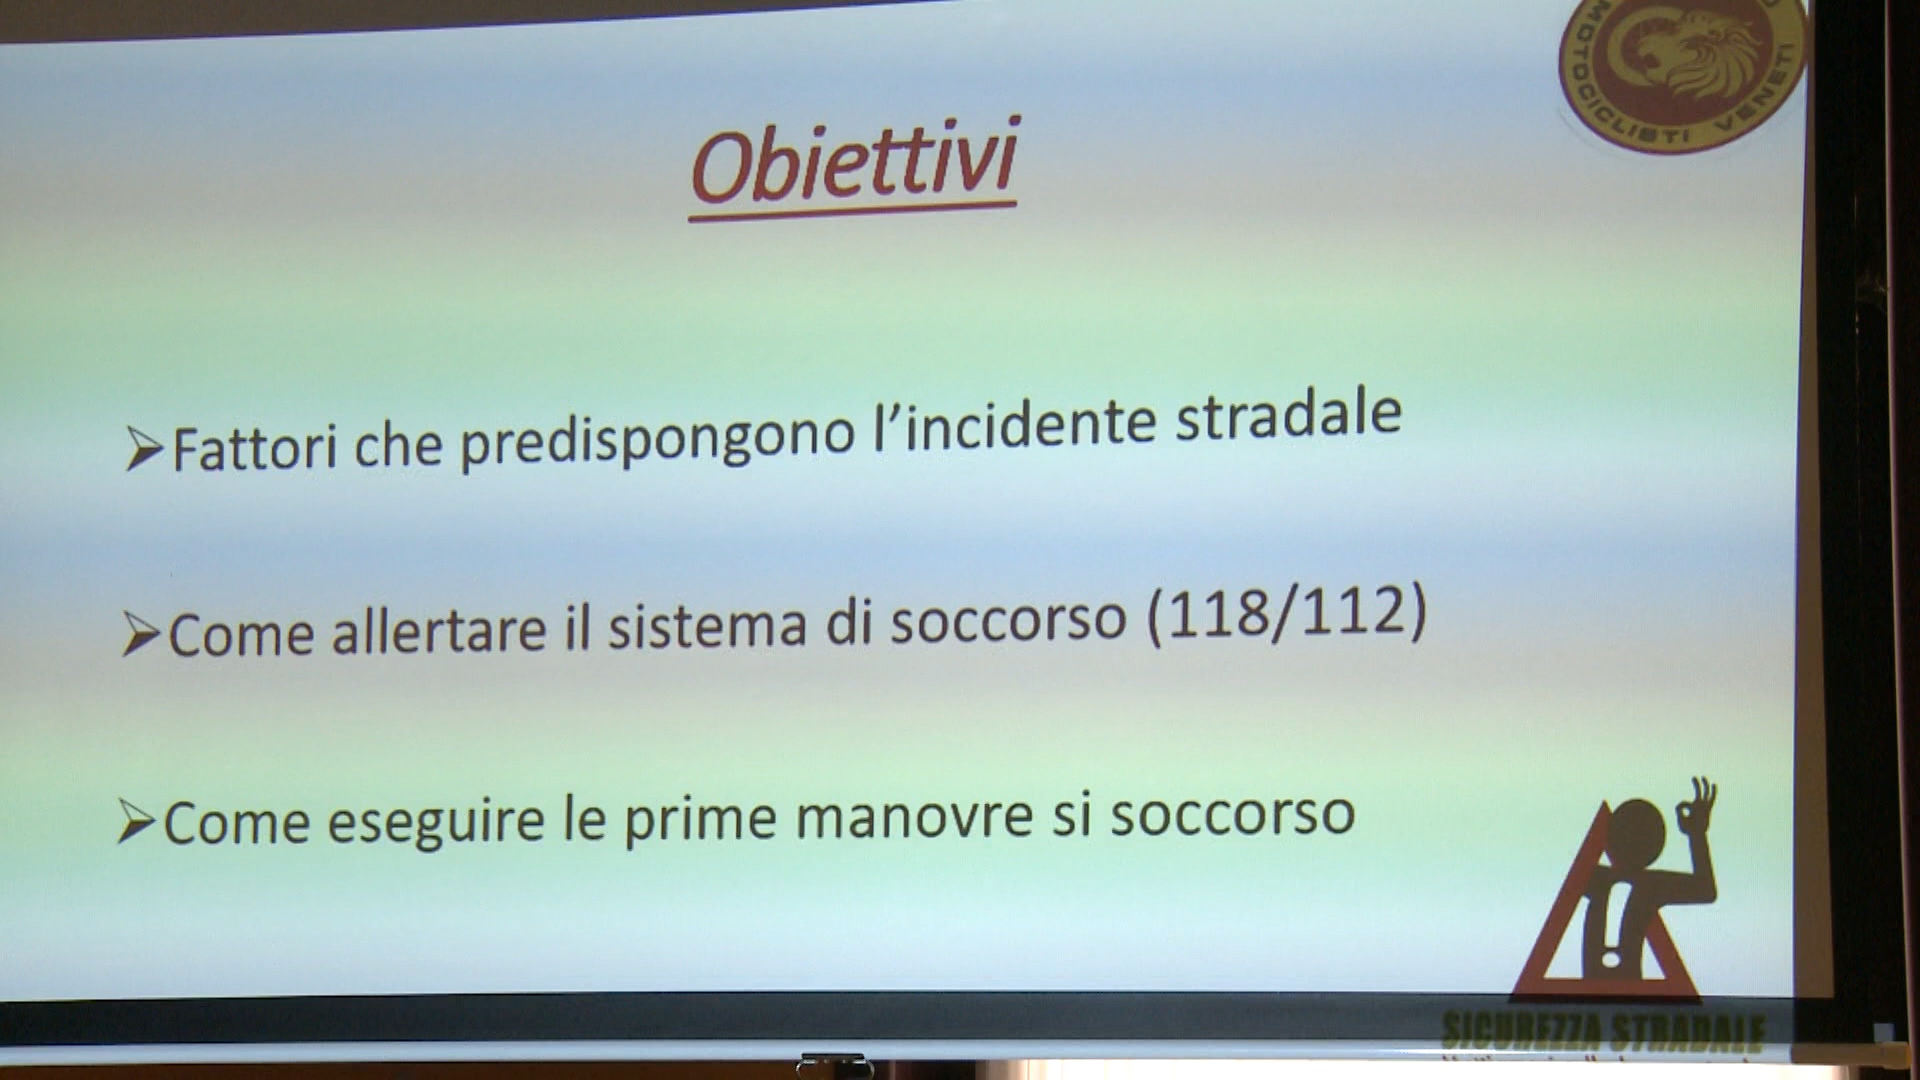 MOTOCICLISTI VENETI
Obiettivi
➢Fattori che predispongono l'incidente stradale
➢Come allertare il sistema di soccorso (118/112)
➢Come eseguire le prime manovre si soccorso
!
SICUREZZA STRADALE